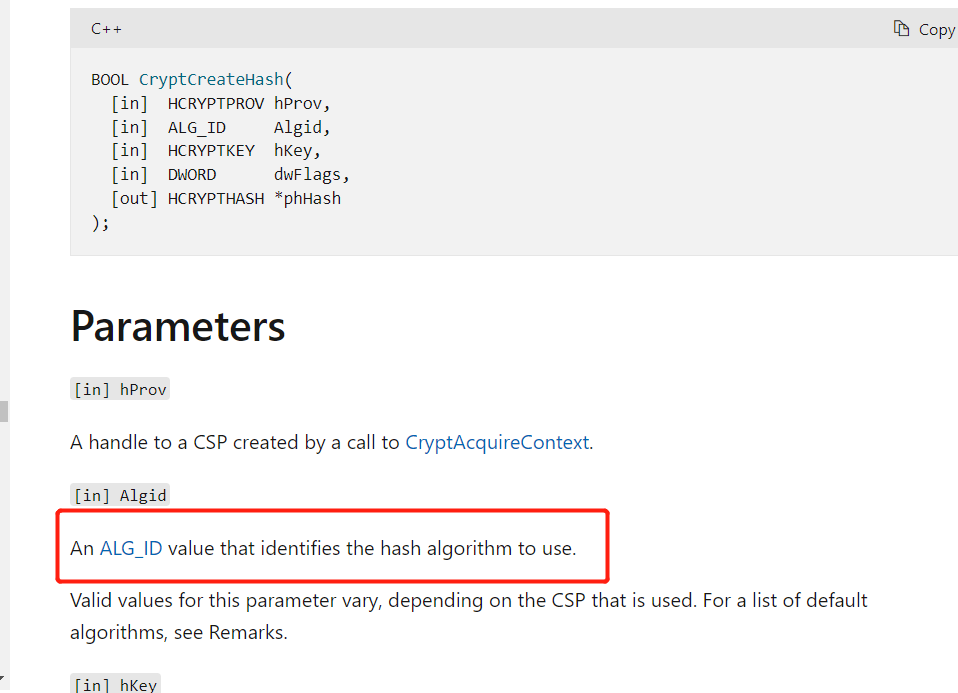 C++
Copy
BOOL CryptCreateHash(
  [in]  HCRYPTPROV hProv,
  [in]  ALG_ID     Algid,
  [in]  HCRYPTKEY  hKey,
  [in]  DWORD      dwFlags,
  [out] HCRYPTHASH *phHash
);
Parameters
[in] hProv
A handle to a CSP created by a call to CryptAcquireContext.
[in] Algid
An ALG_ID value that identifies the hash algorithm to use.
Valid values for this parameter vary, depending on the CSP that is used. For a list of default
algorithms, see Remarks.
[in] hKey